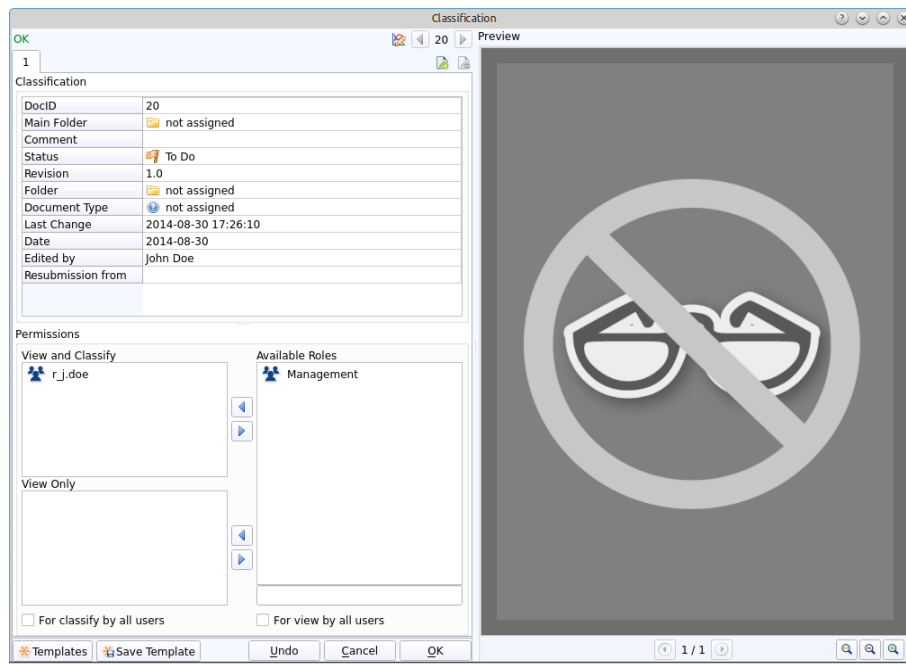 Classification
OK
20
Preview
1
Classification
DocID 20
Main Folder not assigned
Comment
Status To Do
Revision 1.0
Folder not assigned
Document Type not assigned
Last Change 2014-08-30 17:26:10
Date 2014-08-30
Edited by John Doe
Resubmission from
Permissions
View and Classify
Available Roles
r_j.doe
Management
View Only
For classify by all users
For view by all users
Templates
Save Template
Undo
Cancel
OK
1 / 1